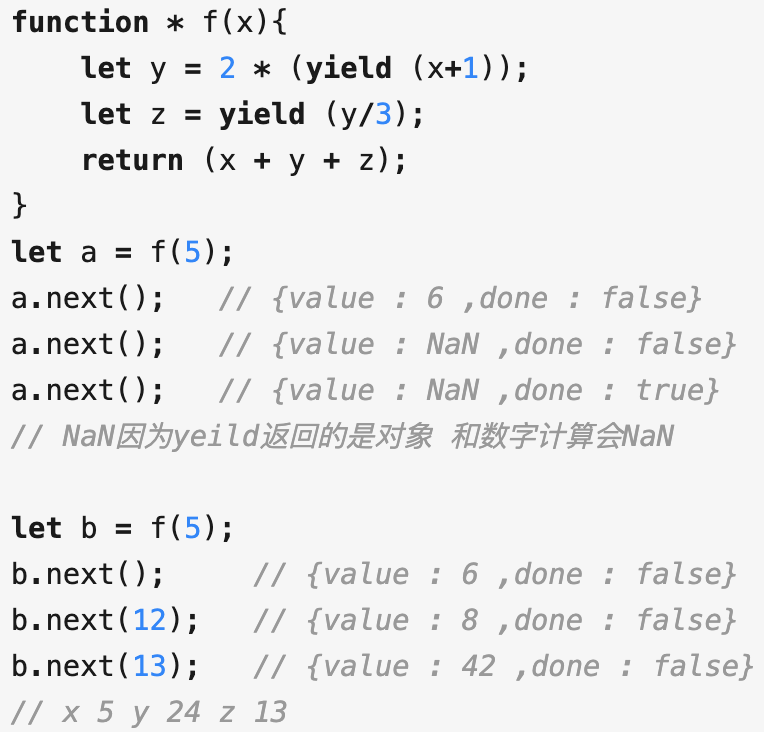 function * f(x){
    let y = 2 * (yield (x+1));
    let z = yield (y/3);
    return (x + y + z);
}
let a = f(5);
a.next();   // {value : 6 ,done : false}
a.next();   // {value : NaN ,done : false}
a.next();   // {value : NaN ,done : true}
// NaN因为yeild返回的是对象 和数字计算会NaN

let b = f(5);
b.next();     // {value : 6 ,done : false}
b.next(12);   // {value : 8 ,done : false}
b.next(13);   // {value : 42 ,done : false}
// x 5 y 24 z 13